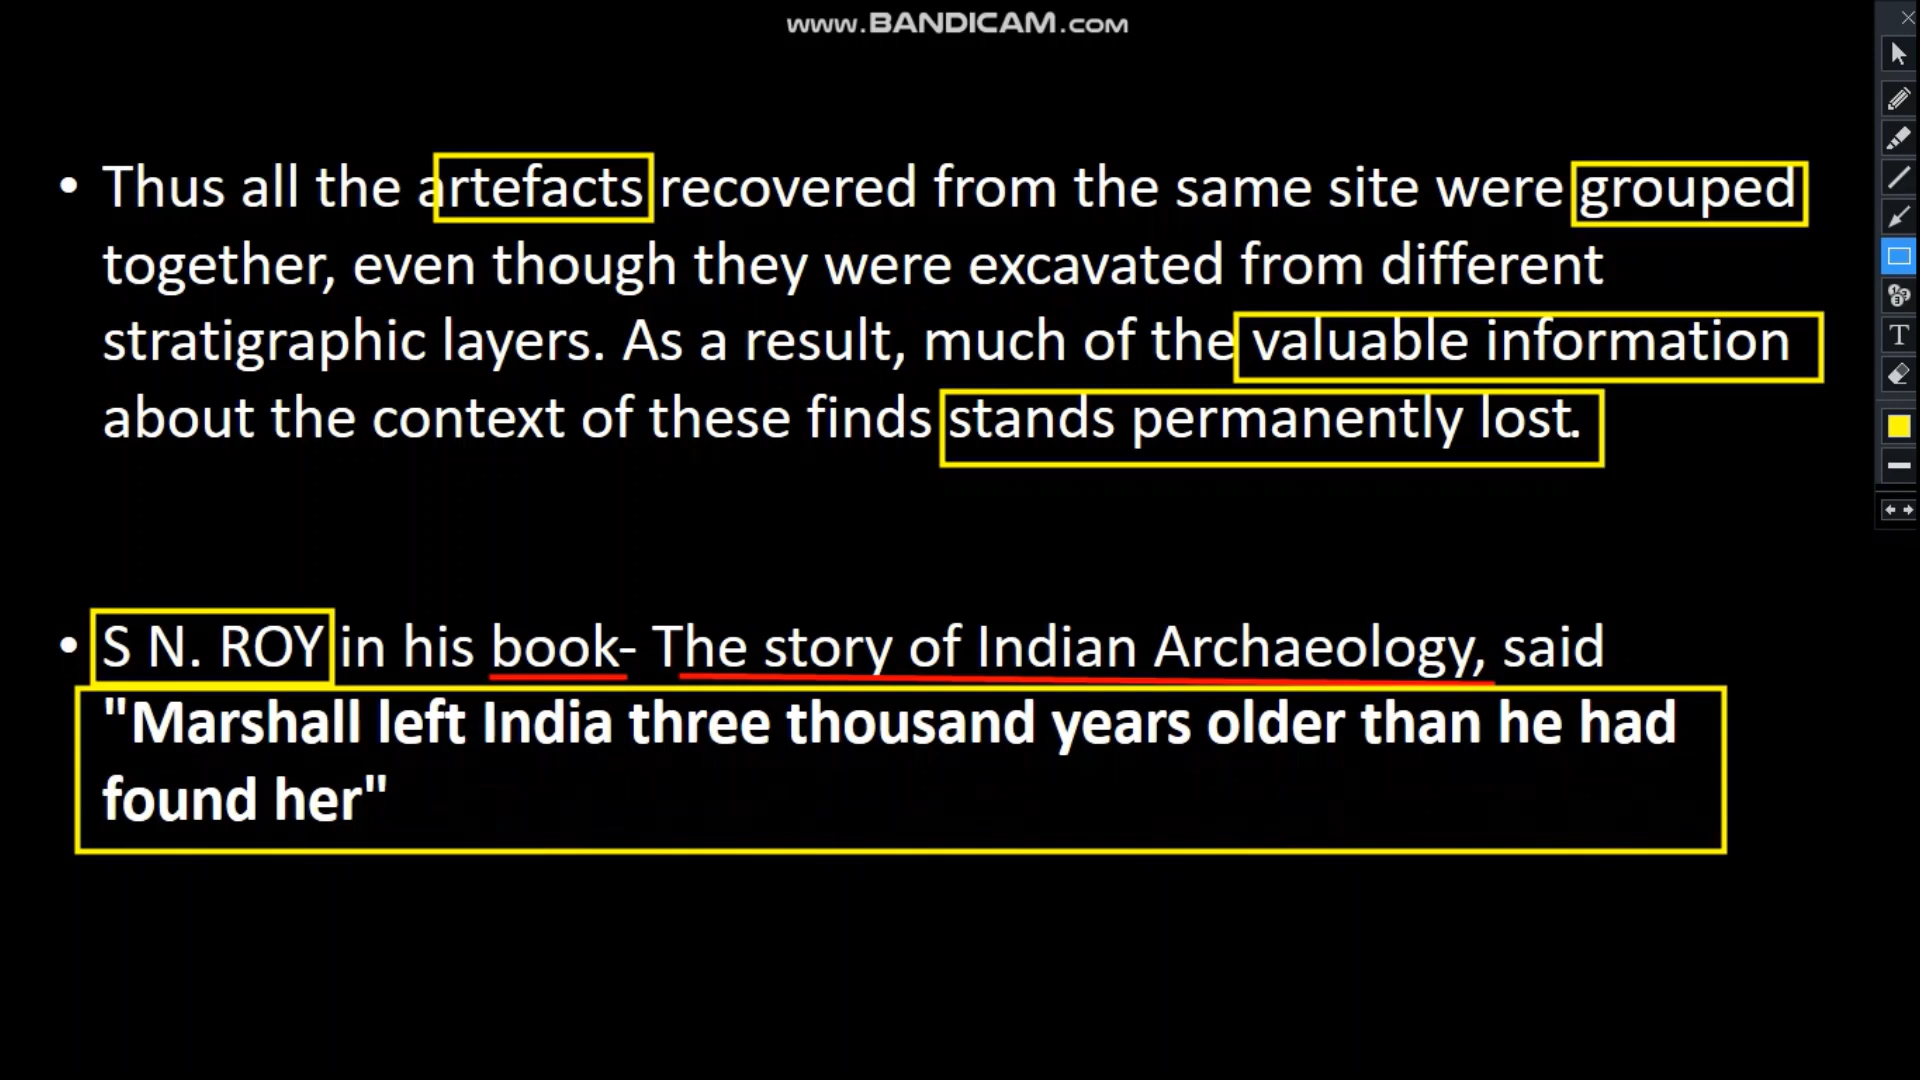 www.BANDICAM.com
• Thus all the artefacts recovered from the same site were grouped
together, even though they were excavated from different
stratigraphic layers. As a result, much of the valuable information
about the context of these finds stands permanently lost.
• S N. ROY in his book- The story of Indian Archaeology, said
"Marshall left India three thousand years older than he had
found her"